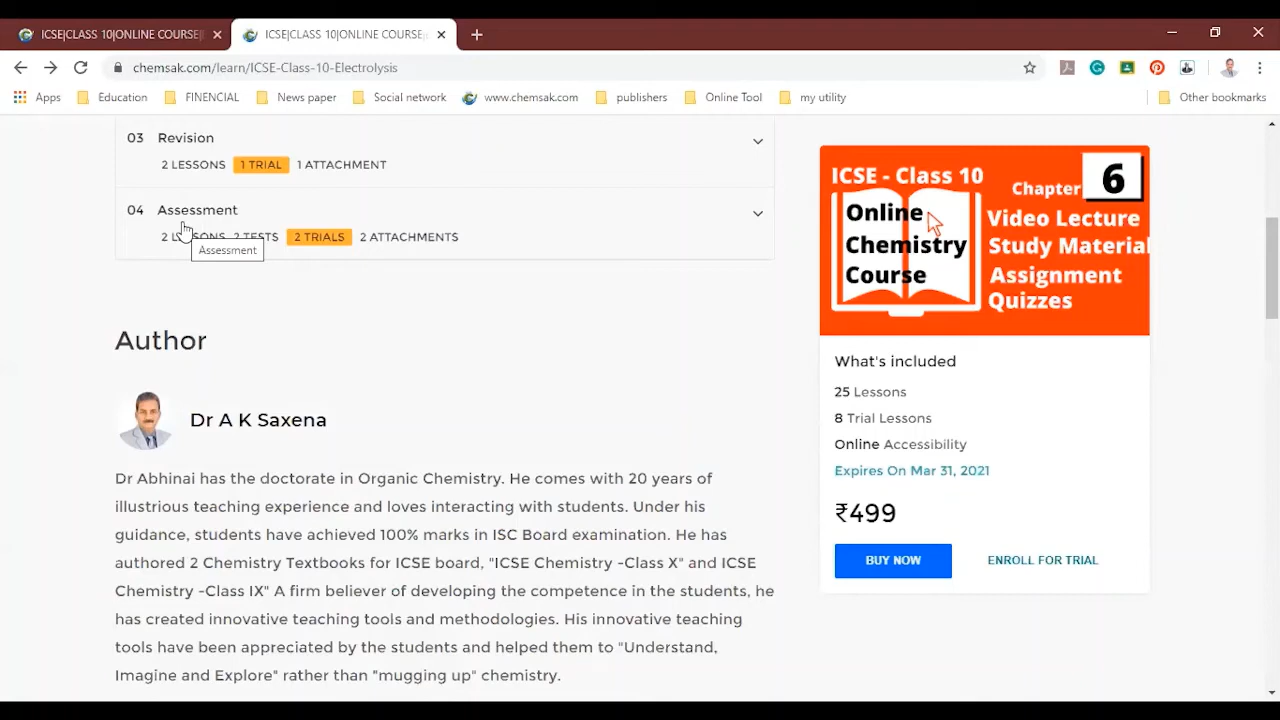 ICSE|CLASS 10|ONLINE COURSE|
ICSE|CLASS 10|ONLINE COURSE|
chemsak.com/learn/ICSE-Class-10-Electrolysis
Apps Education FINENCIAL News paper Social network www.chemsak.com publishers Online Tool my utility Other bookmarks
03 Revision
2 LESSONS 1 TRIAL 1 ATTACHMENT
04 Assessment
2 LESSONS 2 TESTS 2 TRIALS 2 ATTACHMENTS
Assessment
Author
Dr A K Saxena
Dr Abhinai has the doctorate in Organic Chemistry. He comes with 20 years of
illustrious teaching experience and loves interacting with students. Under his
guidance, students have achieved 100% marks in ISC Board examination. He has
authored 2 Chemistry Textbooks for ICSE board, "ICSE Chemistry -Class X" and ICSE
Chemistry -Class IX" A firm believer of developing the competence in the students, he
has created innovative teaching tools and methodologies. His innovative teaching
tools have been appreciated by the students and helped them to "Understand,
Imagine and Explore" rather than "mugging up" chemistry.
ICSE - Class 10
Chapter 6
Online
Chemistry
Course
Video Lecture
Study Material
Assignment
Quizzes
What's included
25 Lessons
8 Trial Lessons
Online Accessibility
Expires On Mar 31, 2021
₹499
BUY NOW ENROLL FOR TRIAL